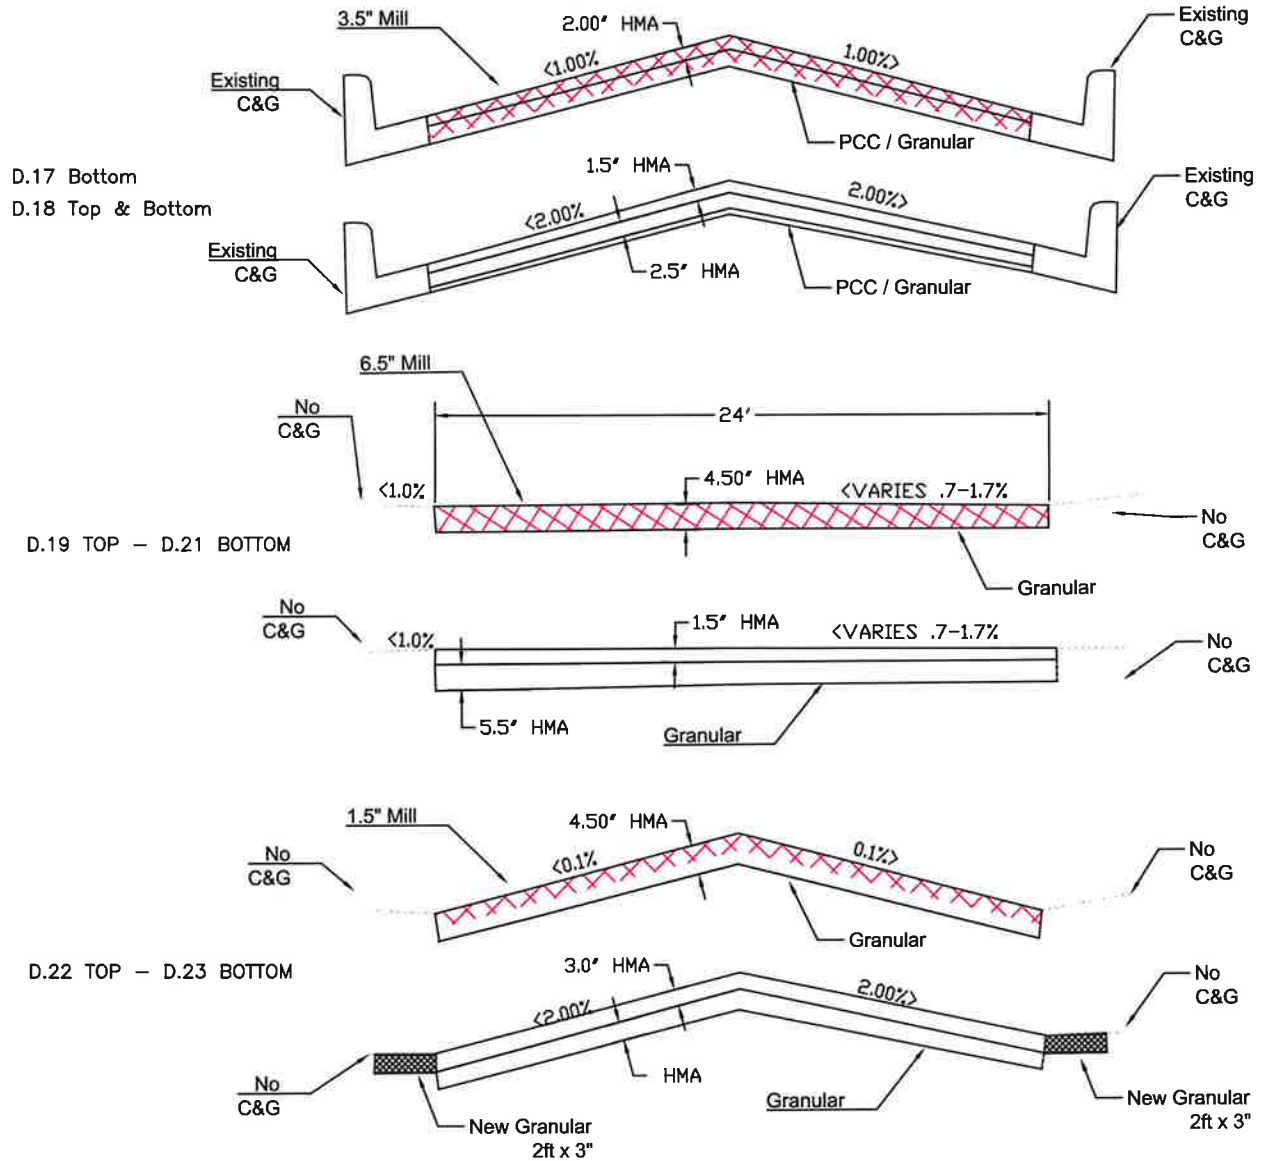 3.5" Mill
2.00" HMA
Existing
C&G
<1.00%
1.00%>
Existing
C&G
PCC / Granular
D.17 Bottom
D.18 Top & Bottom
1.5" HMA
Existing
C&G
<2.00%
2.00%>
Existing
C&G
2.5" HMA
PCC / Granular
6.5" Mill
No
C&G
24'
<1.0%
4.50" HMA
<VARIES .7-1.7%
No
C&G
D.19 TOP - D.21 BOTTOM
Granular
No
C&G
<1.0%
1.5" HMA
<VARIES .7-1.7%
No
C&G
5.5" HMA
Granular
1.5" Mill
4.50" HMA
No
C&G
<0.1%
0.1%>
No
C&G
Granular
D.22 TOP - D.23 BOTTOM
3.0" HMA
No
C&G
<2.00%
2.00%>
HMA
No
C&G
Granular
New Granular
2ft x 3"
New Granular
2ft x 3"